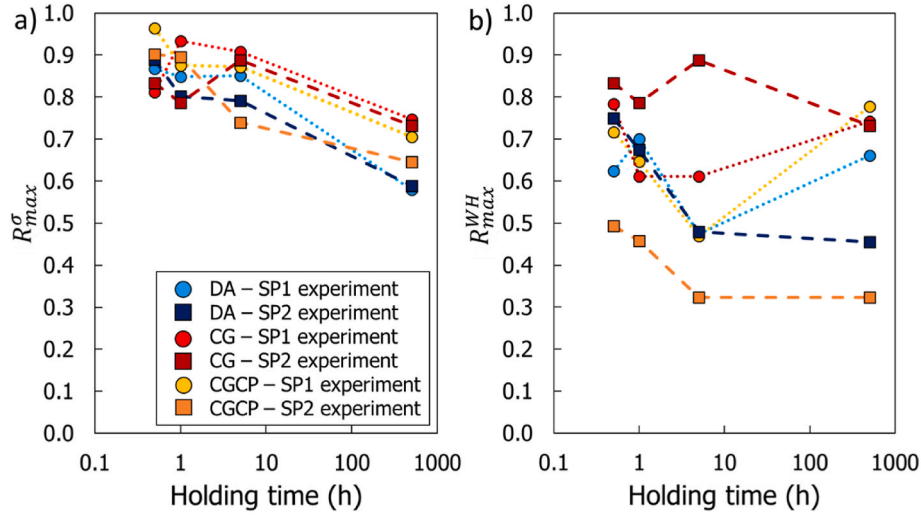 a)
1.0
0.9
0.8
0.7
0.6
0.5
0.4
0.3
0.2
0.1
0.0
R^σ_max
DA – SP1 experiment
DA – SP2 experiment
CG – SP1 experiment
CG – SP2 experiment
CGCP – SP1 experiment
CGCP – SP2 experiment
0.1 1 10 100 1000
Holding time (h)
b)
1.0
0.9
0.8
0.7
0.6
0.5
0.4
0.3
0.2
0.1
0.0
R^WH_max
0.1 1 10 100 1000
Holding time (h)